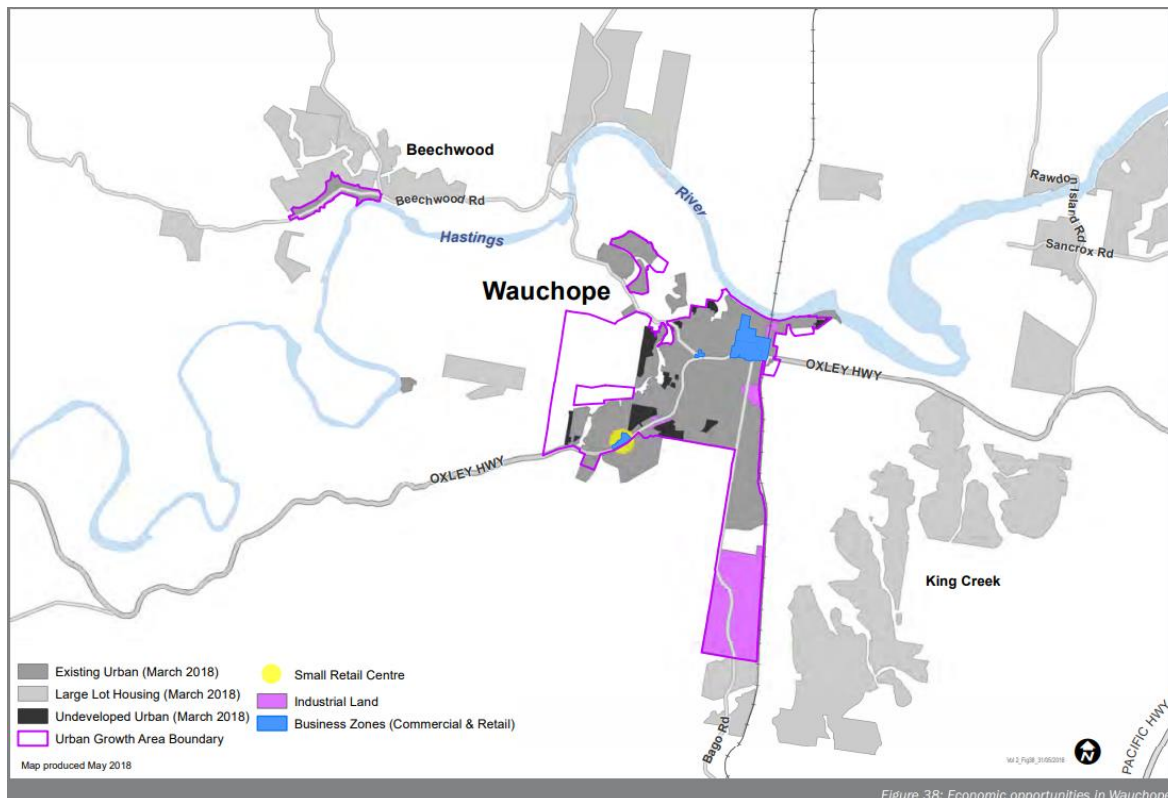 Beechwood
Beechwood Rd
Hastings
River
Rawdon Island Rd
Sancrox Rd
Wauchope
OXLEY HWY
OXLEY HWY
King Creek
Bago Rd
PACIFIC HWY
Existing Urban (March 2018)
Large Lot Housing (March 2018)
Undeveloped Urban (March 2018)
Urban Growth Area Boundary
Small Retail Centre
Industrial Land
Business Zones (Commercial & Retail)
Map produced May 2018
N
Figure 38: Economic opportunities in Wauchope